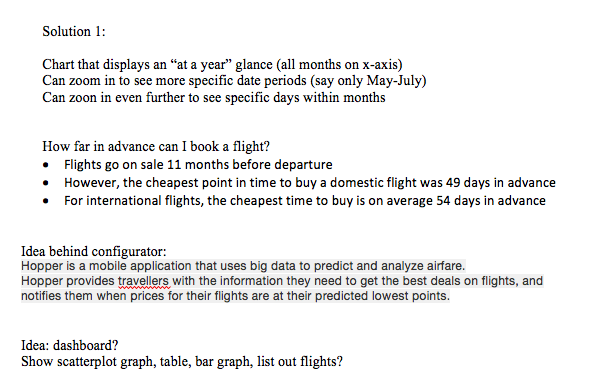 Solution 1:
Chart that displays an “at a year” glance (all months on x-axis)
Can zoom in to see more specific date periods (say only May-July)
Can zoon in even further to see specific days within months
How far in advance can I book a flight?
• Flights go on sale 11 months before departure
• However, the cheapest point in time to buy a domestic flight was 49 days in advance
• For international flights, the cheapest time to buy is on average 54 days in advance
Idea behind configurator:
Hopper is a mobile application that uses big data to predict and analyze airfare.
Hopper provides travellers with the information they need to get the best deals on flights, and
notifies them when prices for their flights are at their predicted lowest points.
Idea: dashboard?
Show scatterplot graph, table, bar graph, list out flights?